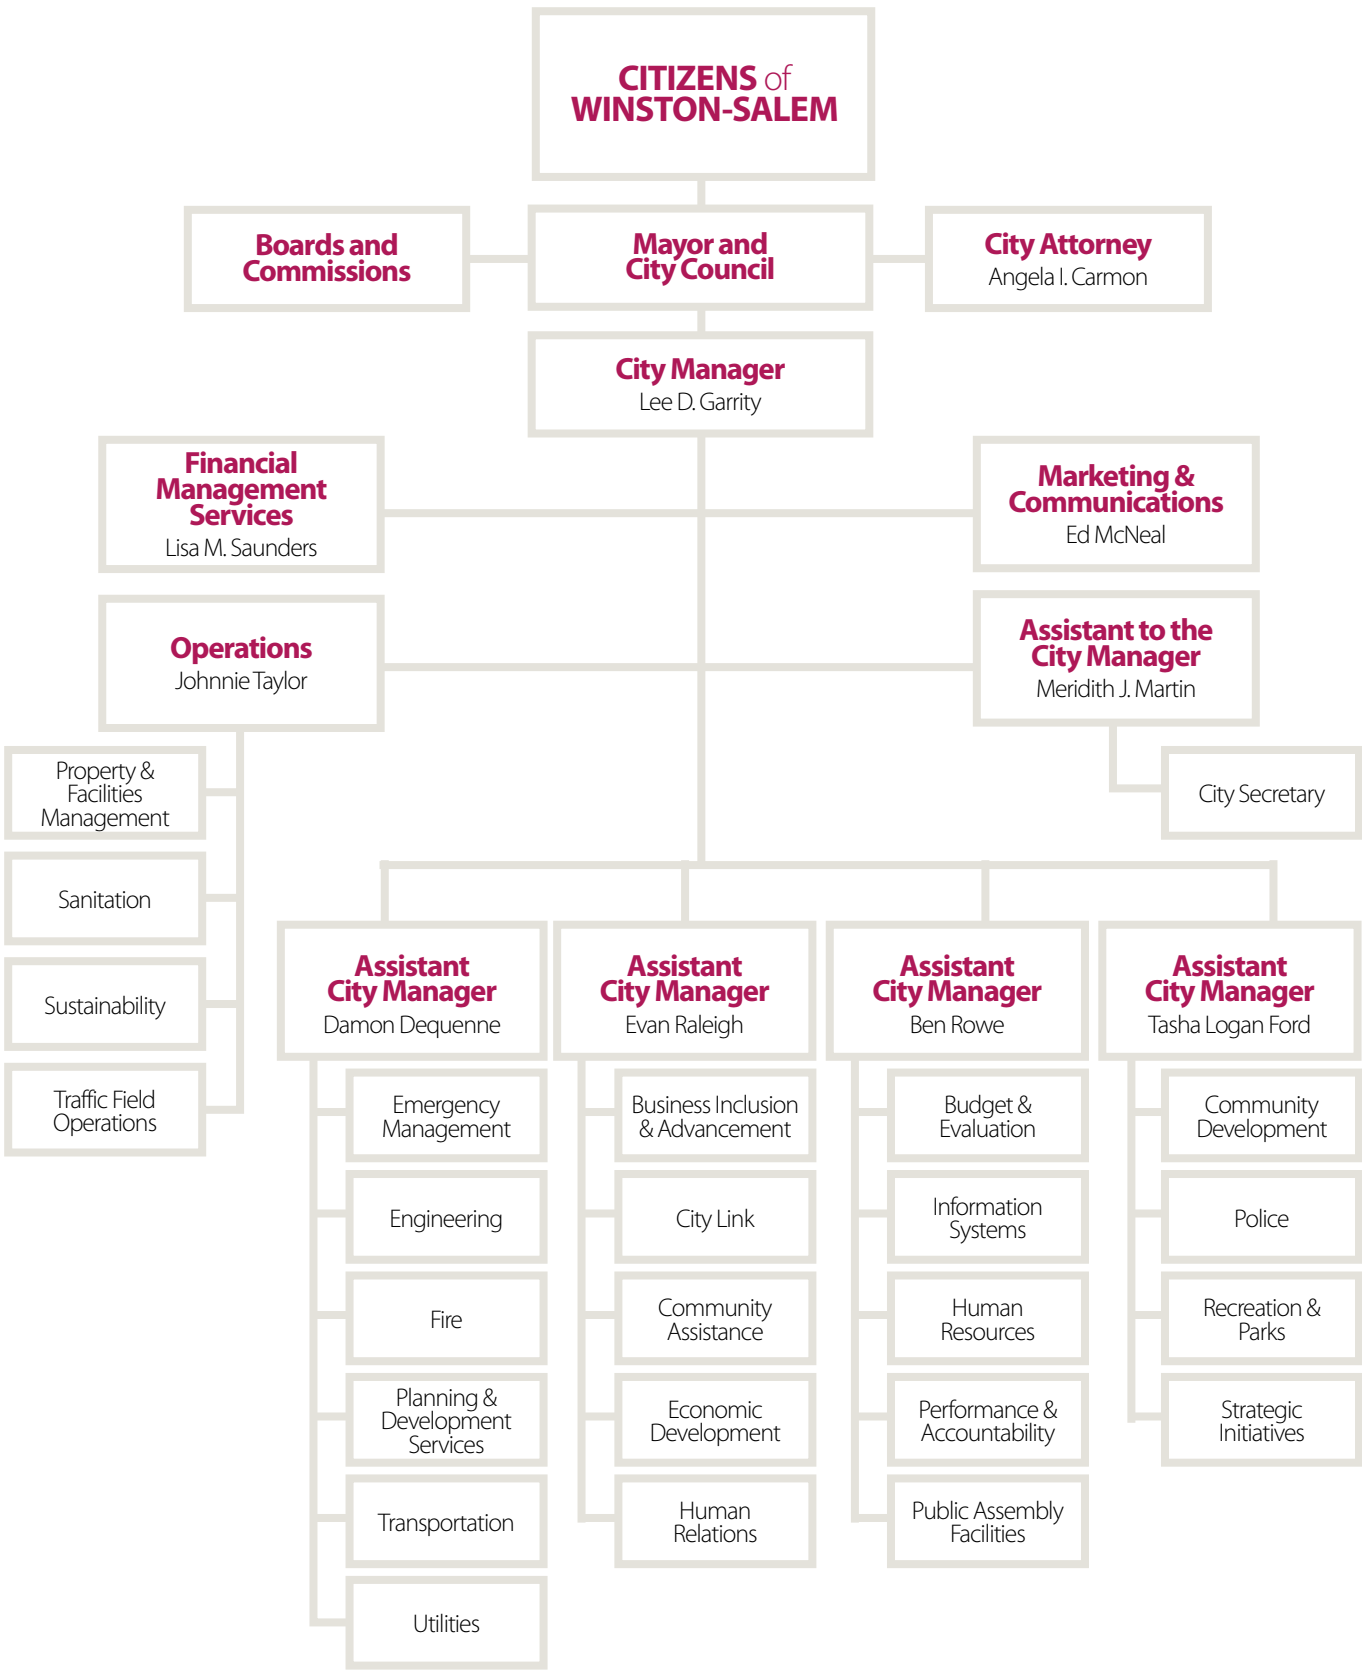 CITIZENS of
WINSTON-SALEM
Boards and
Commissions
Mayor and
City Council
City Attorney
Angela I. Carmon
City Manager
Lee D. Garrity
Financial
Management
Services
Lisa M. Saunders
Marketing &
Communications
Ed McNeal
Operations
Johnnie Taylor
Assistant to the
City Manager
Meridith J. Martin
Property &
Facilities
Management
Sanitation
Sustainability
Traffic Field
Operations
City Secretary
Assistant
City Manager
Damon Dequenne
Emergency
Management
Engineering
Fire
Planning &
Development
Services
Transportation
Utilities
Assistant
City Manager
Evan Raleigh
Business Inclusion
& Advancement
City Link
Community
Assistance
Economic
Development
Human
Relations
Assistant
City Manager
Ben Rowe
Budget &
Evaluation
Information
Systems
Human
Resources
Performance &
Accountability
Public Assembly
Facilities
Assistant
City Manager
Tasha Logan Ford
Community
Development
Police
Recreation &
Parks
Strategic
Initiatives